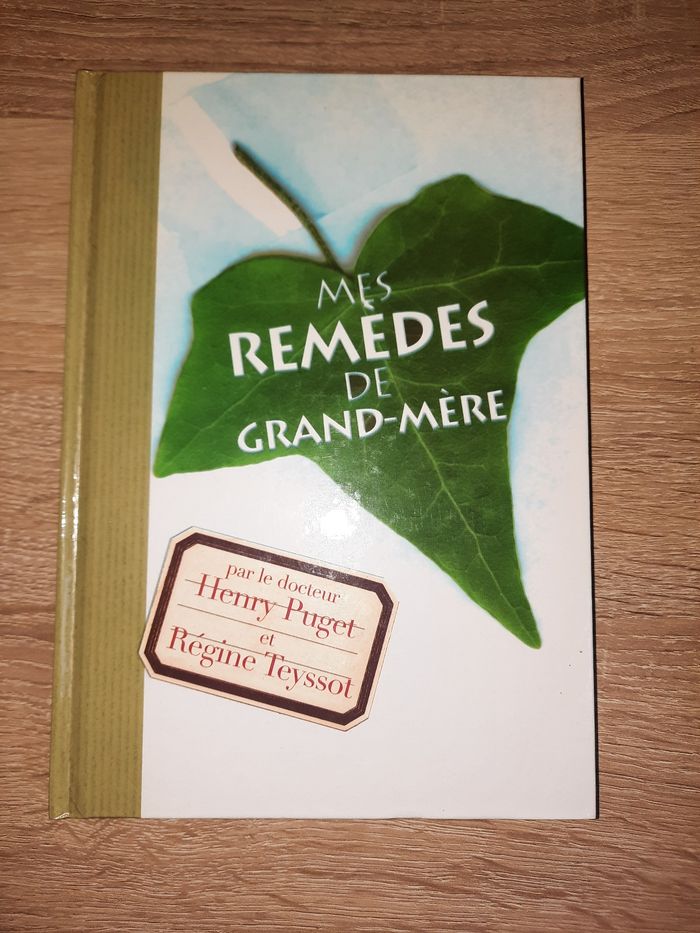 MES
REMÈDES
DE
GRAND-MÈRE
par le docteur
Henry Puget
et
Régine Teyssot